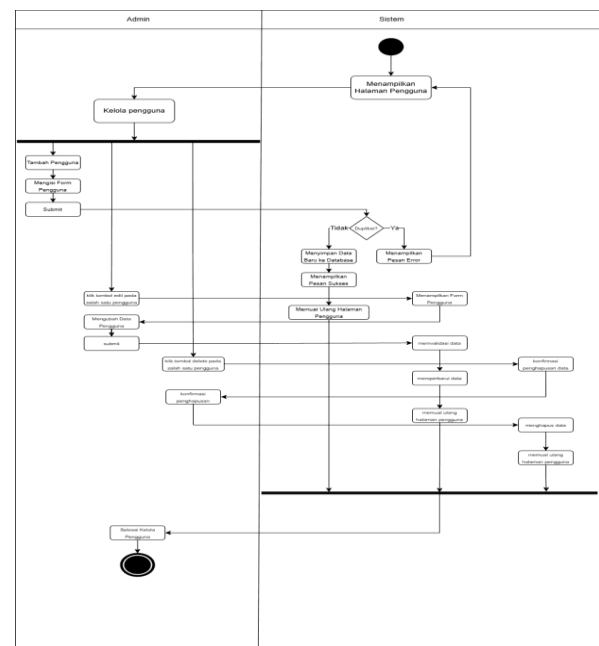 Admin
Sistem
Menampilkan
Halaman Pengguna
Kelola pengguna
Tambah Pengguna
Mengisi Form
Pengguna
Submit
Duplikat?
Tidak
Ya
Menyimpan Data
Baru ke Database
Menampilkan
Pesan Error
Menampilkan
Pesan Sukses
Memuat Ulang Halaman
Pengguna
klik tombol edit pada
salah satu pengguna
Menampilkan Form
Pengguna
Mengubah Data
Pengguna
submit
memvalidasi data
klik tombol delete pada
salah satu pengguna
konfirmasi
penghapusan data
memperbarui data
konfirmasi
penghapusan
memuat ulang
halaman pengguna
menghapus data
memuat ulang
halaman pengguna
Selesai Kelola
Pengguna